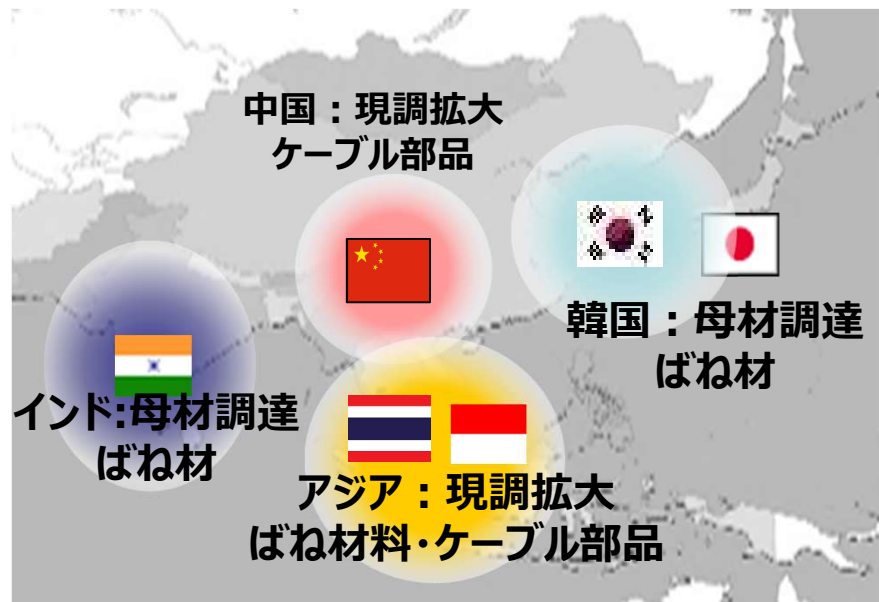 中国：現調拡大
ケーブル部品
韓国：母材調達
ばね材
インド:母材調達
ばね材
アジア：現調拡大
ばね材料･ケーブル部品